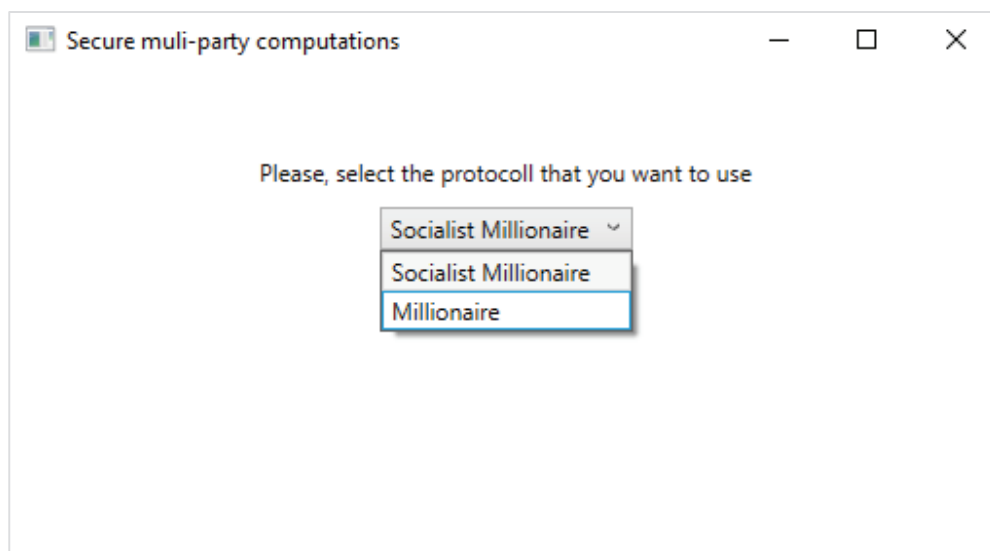 Secure muli-party computations
Please, select the protocoll that you want to use
Socialist Millionaire
Socialist Millionaire
Millionaire